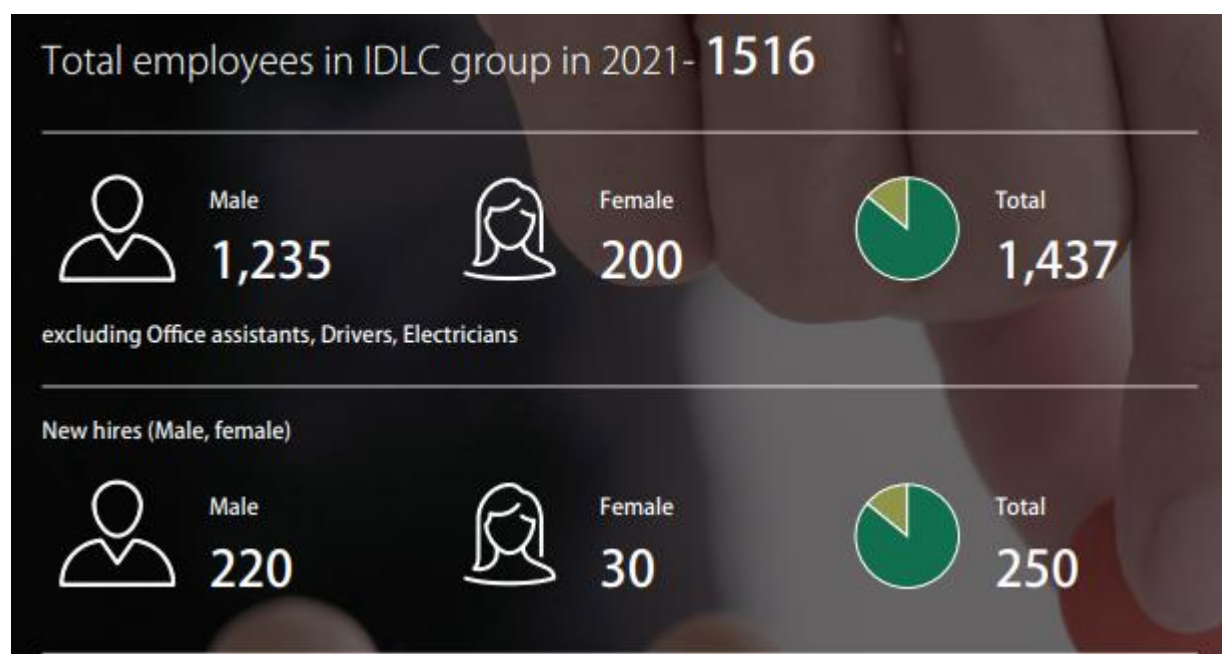 Total employees in IDLC group in 2021- 1516
Male
1,235
Female
200
Total
1,437
excluding Office assistants, Drivers, Electricians
New hires (Male, female)
Male
220
Female
30
Total
250